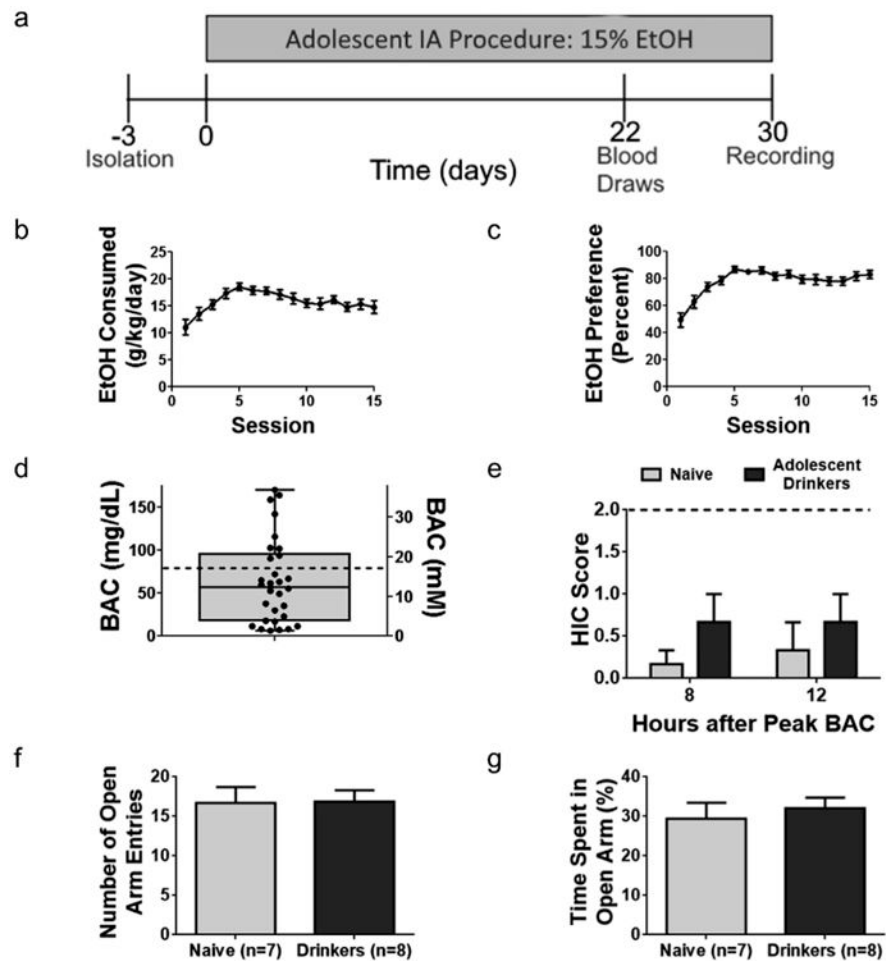 a
Adolescent IA Procedure: 15% EtOH
-3
0
22
30
Isolation
Time (days)
Blood
Draws
Recording
b
EtOH Consumed
(g/kg/day)
25
20
15
10
5
0
0
5
10
15
Session
c
EtOH Preference
(Percent)
100
80
60
40
20
0
0
5
10
15
Session
d
BAC (mg/dL)
150
100
50
0
30
20
10
0
BAC (mM)
e
Naive
Adolescent
Drinkers
HIC Score
2.0
1.5
1.0
0.5
0.0
8
12
Hours after Peak BAC
f
Number of Open
Arm Entries
20
15
10
5
0
Naive (n=7)
Drinkers (n=8)
g
Time Spent in
Open Arm (%)
40
30
20
10
0
Naive (n=7)
Drinkers (n=8)